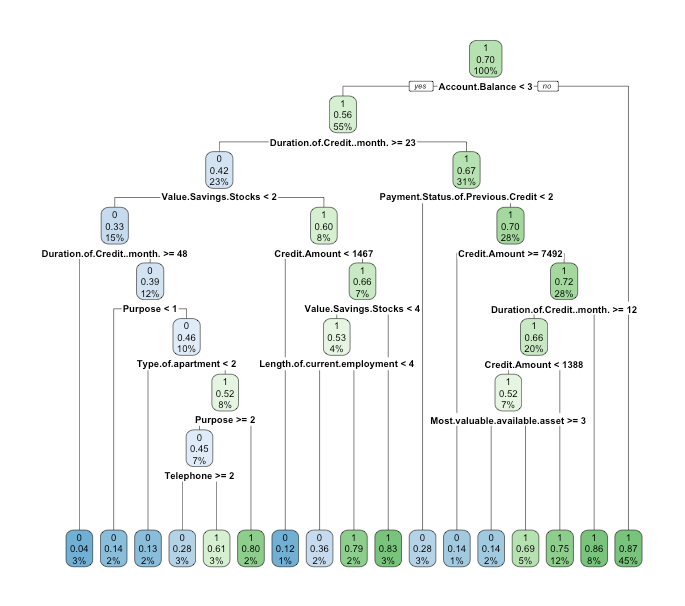 1
0.70
100%
yes Account.Balance < 3 no
1
0.56
55%
Duration.of.Credit..month. >= 23
0 1
0.42 0.67
23% 31%
Value.Savings.Stocks < 2 Payment.Status.of.Previous.Credit < 2
0 1 1
0.33 0.60 0.70
15% 8% 28%
Duration.of.Credit..month. >= 48 Credit.Amount < 1467 Credit.Amount >= 7492
0 1 1
0.39 0.66 0.72
12% 7% 28%
Purpose < 1 Value.Savings.Stocks < 4 Duration.of.Credit..month. >= 12
0 1 1
0.46 0.53 0.66
10% 4% 20%
Type.of.apartment < 2 Length.of.current.employment < 4 Credit.Amount < 1388
1 1
0.52 0.52
8% 7%
Purpose >= 2 Most.valuable.available.asset >= 3
0
0.45
7%
Telephone >= 2
0 0 0 0 1 1 0 0 1 1 0 0 0 1 1 1 1
0.04 0.14 0.13 0.28 0.61 0.80 0.12 0.36 0.79 0.83 0.28 0.14 0.14 0.69 0.75 0.86 0.87
3% 2% 2% 3% 3% 2% 1% 2% 2% 3% 3% 1% 2% 5% 12% 8% 45%